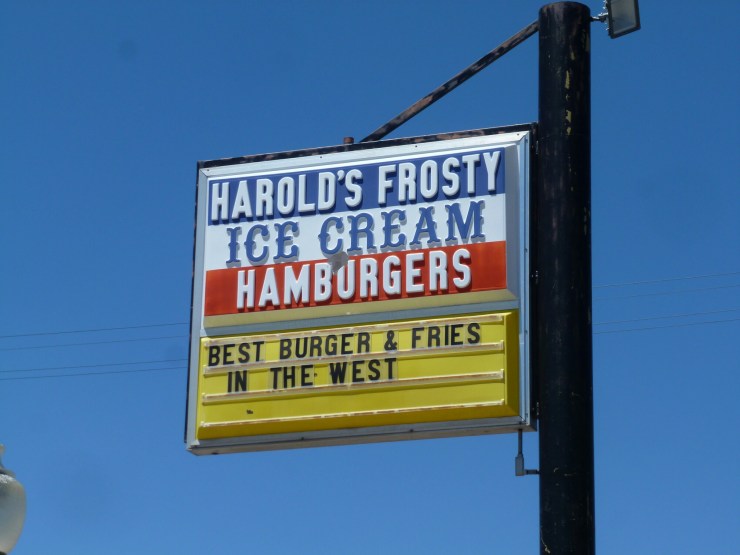 HAROLD'S FROSTY
ICE CREAM
HAMBURGERS
BEST BURGER & FRIES
IN THE WEST